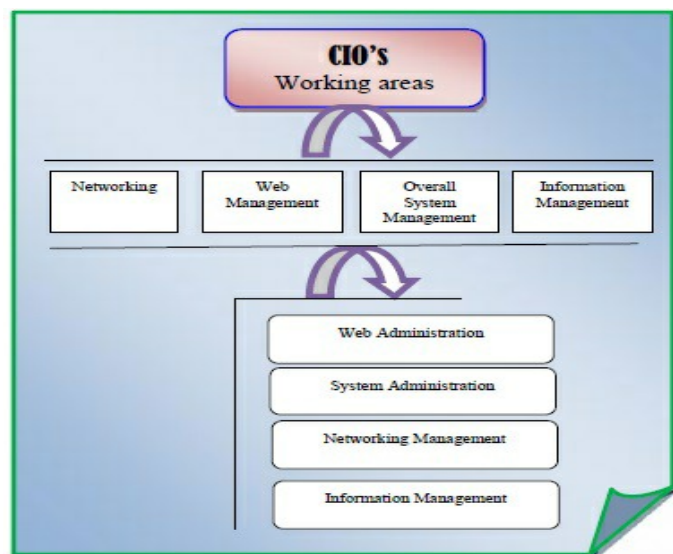 CIO's
Working areas
Networking
Web
Management
Overall
System
Management
Information
Management
Web Administration
System Administration
Networking Management
Information Management